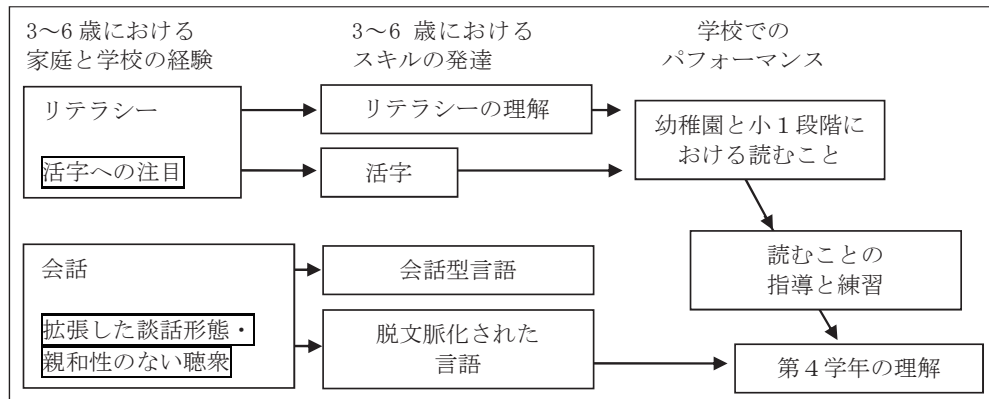 3～6歳における
家庭と学校の経験
3～6 歳における
スキルの発達
学校での
パフォーマンス
リテラシー
活字への注目
リテラシーの理解
活字
幼稚園と小１段階に
おける読むこと
読むことの
指導と練習
会話
拡張した談話形態・
親和性のない聴衆
会話型言語
脱文脈化された
言語
第４学年の理解